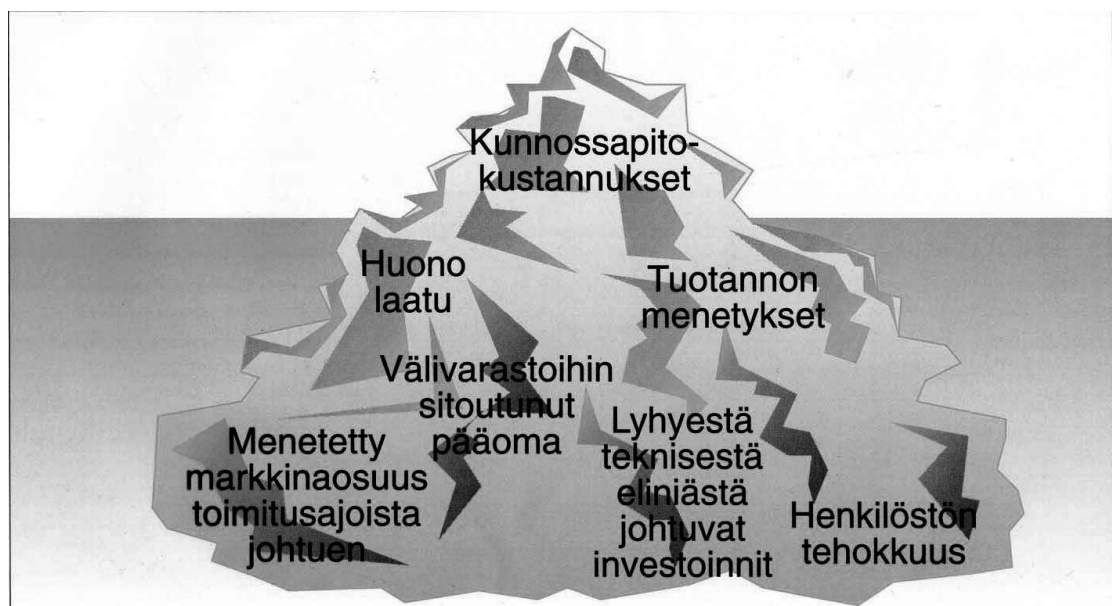 Kunnossapito-
kustannukset
Huono
laatu
Tuotannon
menetykset
Välivarastoihin
sitoutunut
pääoma
Menetetty
markkinaosuus
toimitusajoista
johtuen
Lyhyestä
teknisestä
eliniästä
johtuvat
investoinnit
Henkilöstön
tehokkuus